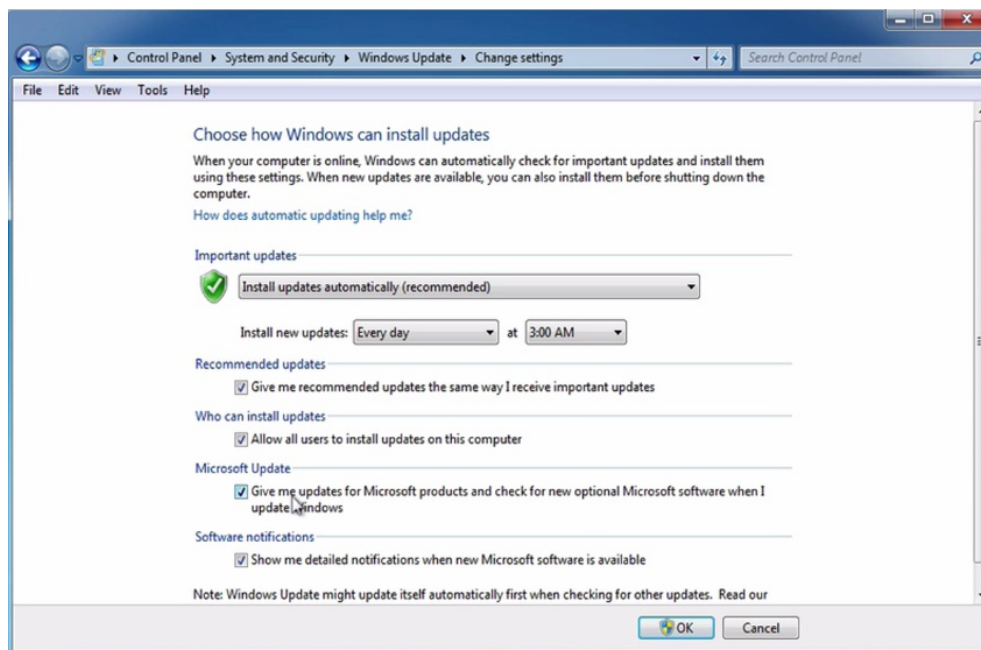 Control Panel ▸ System and Security ▸ Windows Update ▸ Change settings
Search Control Panel
File Edit View Tools Help
Choose how Windows can install updates
When your computer is online, Windows can automatically check for important updates and install them
using these settings. When new updates are available, you can also install them before shutting down the
computer.
How does automatic updating help me?
Important updates
Install updates automatically (recommended)
Install new updates: Every day at 3:00 AM
Recommended updates
Give me recommended updates the same way I receive important updates
Who can install updates
Allow all users to install updates on this computer
Microsoft Update
Give me updates for Microsoft products and check for new optional Microsoft software when I
update Windows
Software notifications
Show me detailed notifications when new Microsoft software is available
Note: Windows Update might update itself automatically first when checking for other updates. Read our
OK Cancel